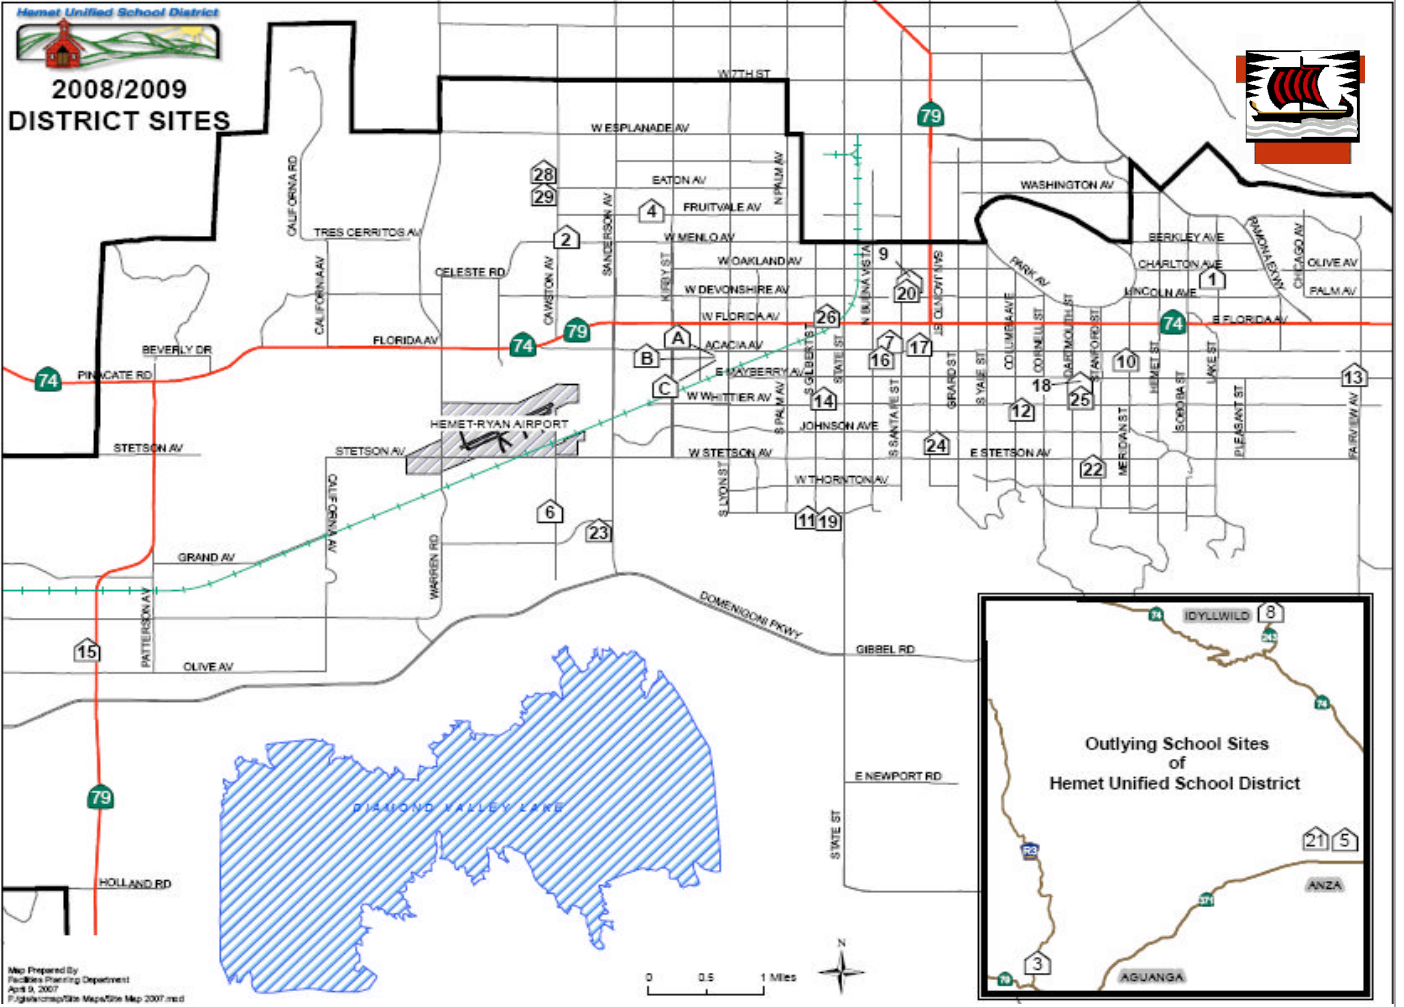 Hemet Unified School District
2008/2009
DISTRICT SITES
W 7TH ST
79
W ESPLANADE AV
CALIFORNIA RD
28
29
EATON AV
N PALM AV
WASHINGTON AV
SANDERSON AV
4
FRUITVALE AV
TRES CERRITOS AV
2
W MENLO AV
9
BERKLEY AVE
RAMONA EXWY
CHICAGO AV
CELESTE RD
KIRBY ST
W OAKLAND AV
N BUENA VISTA
SAN JACINTO ST
PARK AV
CHARLTON AVE
OLIVE AV
CALIFORNIA AV
CAWSTON AV
W DEVONSHIRE AV
20
LINCOLN AVE
1
PALM AV
W FLORIDA AV
26
74
E FLORIDA AV
FLORIDA AV
74
79
A
ACACIA AV
S GILBERT ST
STATE ST
7
17
GIRARD ST
S YALE ST
COLUMBIA AVE
CORNELL ST
DARTMOUTH ST
STANFORD ST
10
HEMET ST
LAKE ST
BEVERLY DR
B
16
74
PINACATE RD
C
E MAYBERRY AV
18
13
W WHITTIER AV
S PALM AV
14
S SANTA FE ST
12
25
SOBOBA ST
PLEASANT ST
FAIRVIEW AV
HEMET-RYAN AIRPORT
JOHNSON AVE
MERIDIAN ST
STETSON AV
STETSON AV
W STETSON AV
24
E STETSON AV
22
CALIFORNIA AV
S LYON ST
W THORNTON AV
6
23
11
19
GRAND AV
WARREN RD
PATTERSON AV
DOMENIGONI PKWY
15
OLIVE AV
GIBBEL RD
74
IDYLLWILD
8
243
74
Outlying School Sites
of
Hemet Unified School District
79
DIAMOND VALLEY LAKE
E NEWPORT RD
STATE ST
R3
21
5
HOLLAND RD
371
ANZA
3
79
AGUANGA
N
0 0.5 1 Miles
Map Prepared By
Facilities Planning Department
April 9, 2007